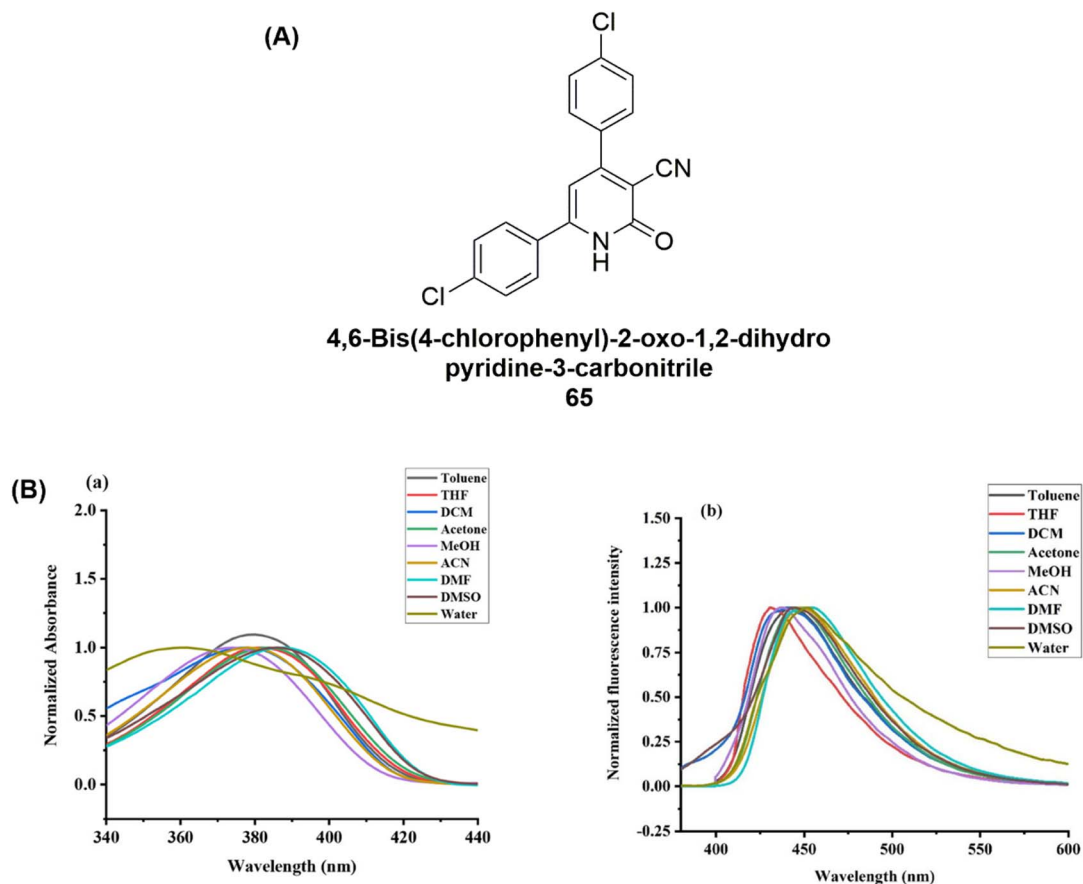 (A)
Cl
CN
O
N
H
Cl
4,6-Bis(4-chlorophenyl)-2-oxo-1,2-dihydro
pyridine-3-carbonitrile
65
(B)
(a)
Toluene
THF
DCM
Acetone
MeOH
ACN
DMF
DMSO
Water
2.0
1.5
1.0
0.5
0.0
Normalized Absorbance
340
360
380
400
420
440
Wavelength (nm)
(b)
Toluene
THF
DCM
Acetone
MeOH
ACN
DMF
DMSO
Water
1.50
1.25
1.00
0.75
0.50
0.25
0.00
-0.25
Normalized fluorescence intensity
400
450
500
550
600
Wavelength (nm)